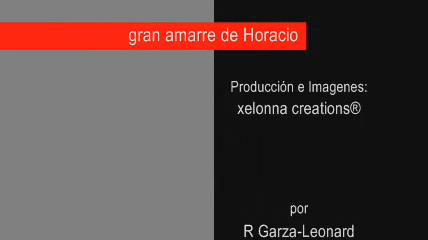 gran amarre de Horacio
Producción e Imagenes:
xelonna creations®
por
R Garza-Leonard